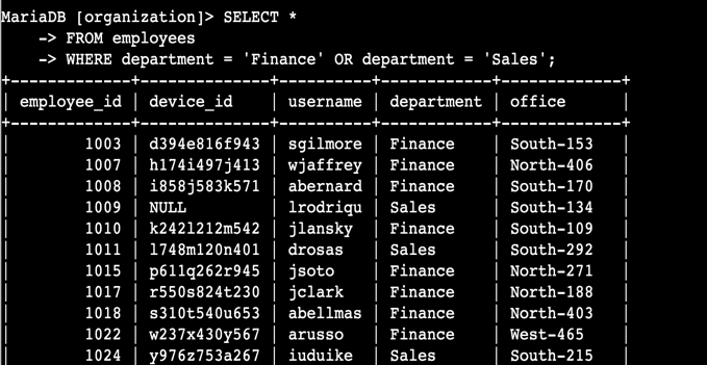 MariaDB [organization]> SELECT *
    -> FROM employees
    -> WHERE department = 'Finance' OR department = 'Sales';
+-------------+--------------+----------+------------+-------------+
| employee_id | device_id    | username | department | office      |
+-------------+--------------+----------+------------+-------------+
|        1003 | d394e816f943 | sgilmore | Finance    | South-153   |
|        1007 | h174i497j413 | wjaffrey | Finance    | North-406   |
|        1008 | i858j583k571 | abernard | Finance    | South-170   |
|        1009 | NULL         | lrodriqu | Sales      | South-134   |
|        1010 | k242l212m542 | jlansky  | Finance    | South-109   |
|        1011 | l748m120n401 | drosas   | Sales      | South-292   |
|        1015 | p611q262r945 | jsoto    | Finance    | North-271   |
|        1017 | r550s824t230 | jclark   | Finance    | North-188   |
|        1018 | s310t540u653 | abellmas | Finance    | North-403   |
|        1022 | w237x430y567 | arusso   | Finance    | West-465    |
|        1024 | y976z753a267 | iuduike  | Sales      | South-215   |